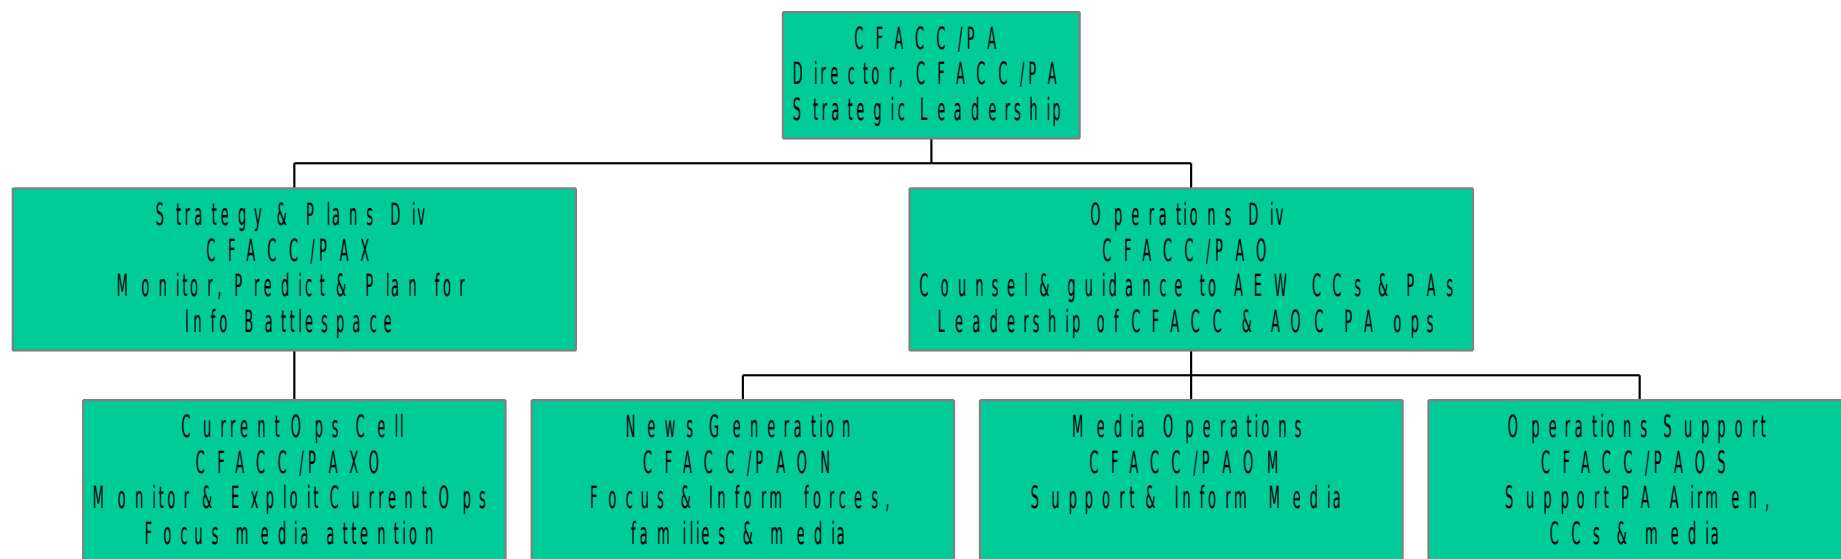 CFACC/PA
Director, CFACC/PA
Strategic Leadership
Strategy & Plans Div
CFACC/PAX
Monitor, Predict & Plan for
Info Battlespace
Operations Div
CFACC/PAO
Counsel & guidance to AEW CCs & PAs
Leadership of CFACC & AOC PA ops
Current Ops Cell
CFACC/PAXO
Monitor & Exploit Current Ops
Focus media attention
News Generation
CFACC/PAON
Focus & Inform forces,
families & media
Media Operations
CFACC/PAOM
Support & Inform Media
Operations Support
CFACC/PAOS
Support PA Airmen,
CCs & media